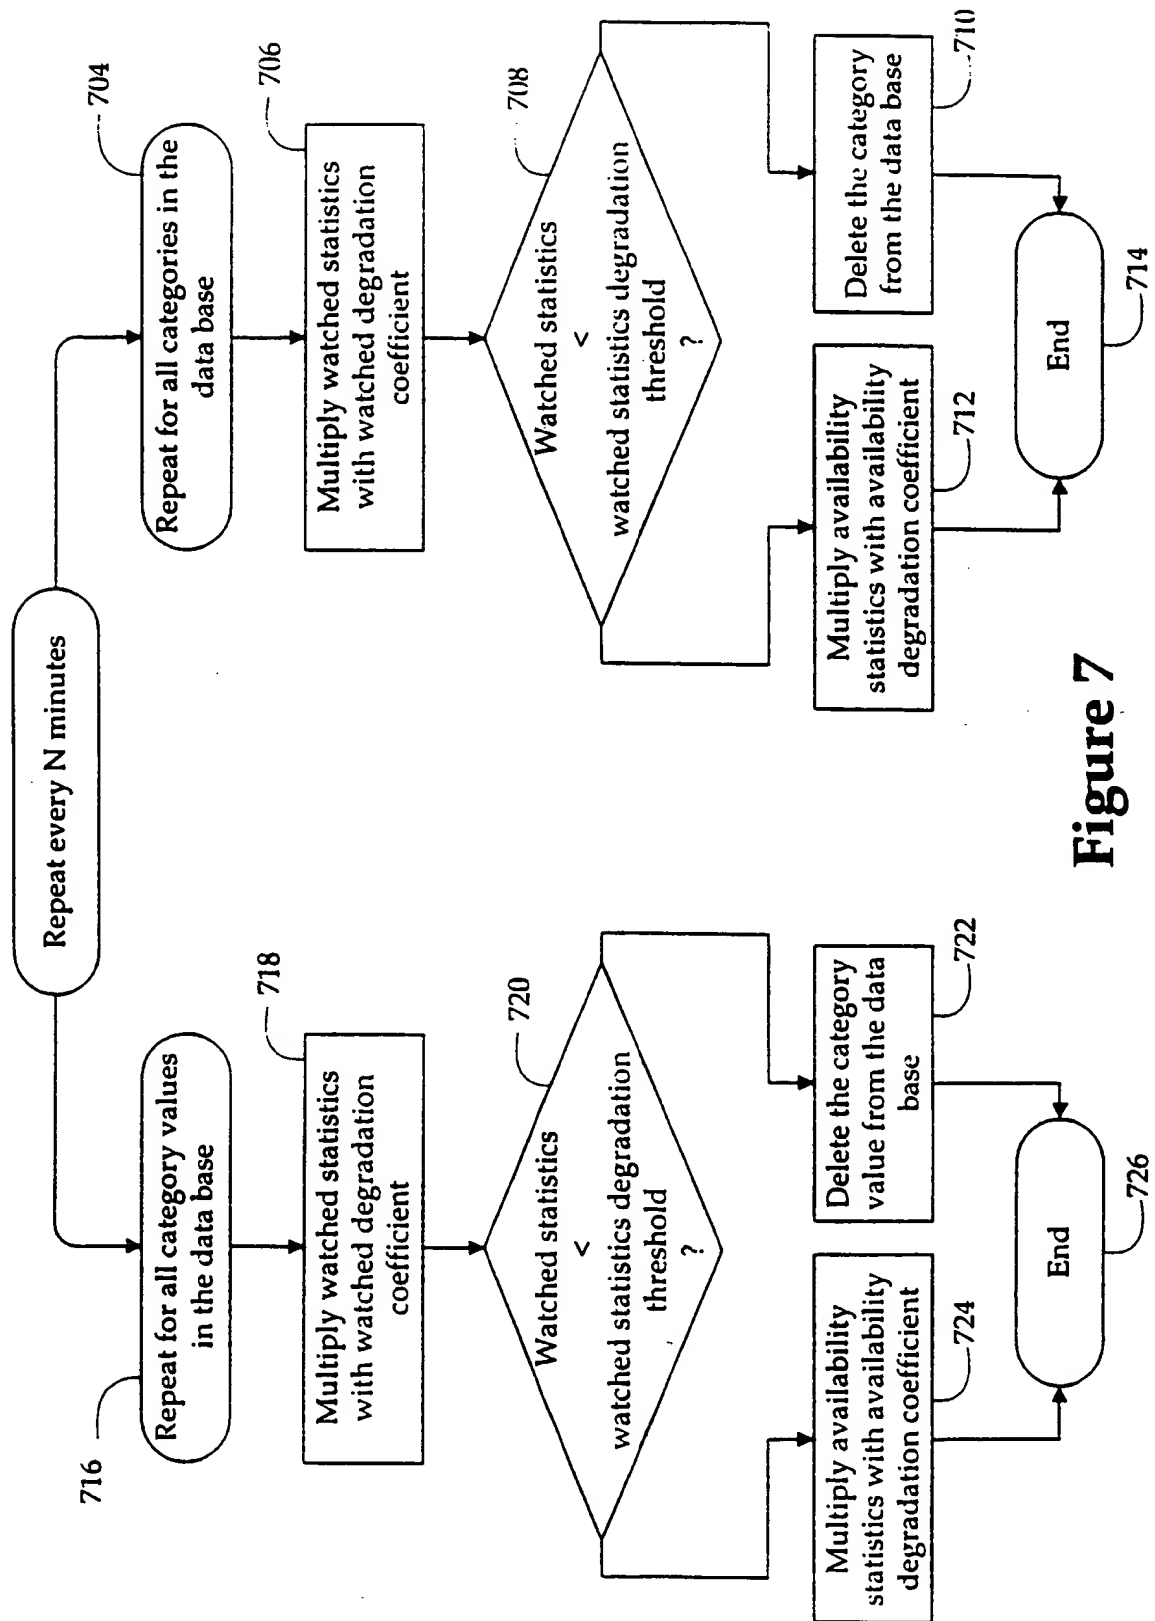 Repeat every N minutes
716
Repeat for all category values
in the data base
718
Multiply watched statistics
with watched degradation
coefficient
720
Watched statistics
<
watched statistics degradation
threshold
?
724
Multiply availability
statistics with availability
degradation coefficient
722
Delete the category
value from the data
base
End
726
704
Repeat for all categories in the
data base
706
Multiply watched statistics
with watched degradation
coefficient
708
Watched statistics
<
watched statistics degradation
threshold
?
712
Multiply availability
statistics with availability
degradation coefficient
710
Delete the category
from the data base
End
714
Figure 7